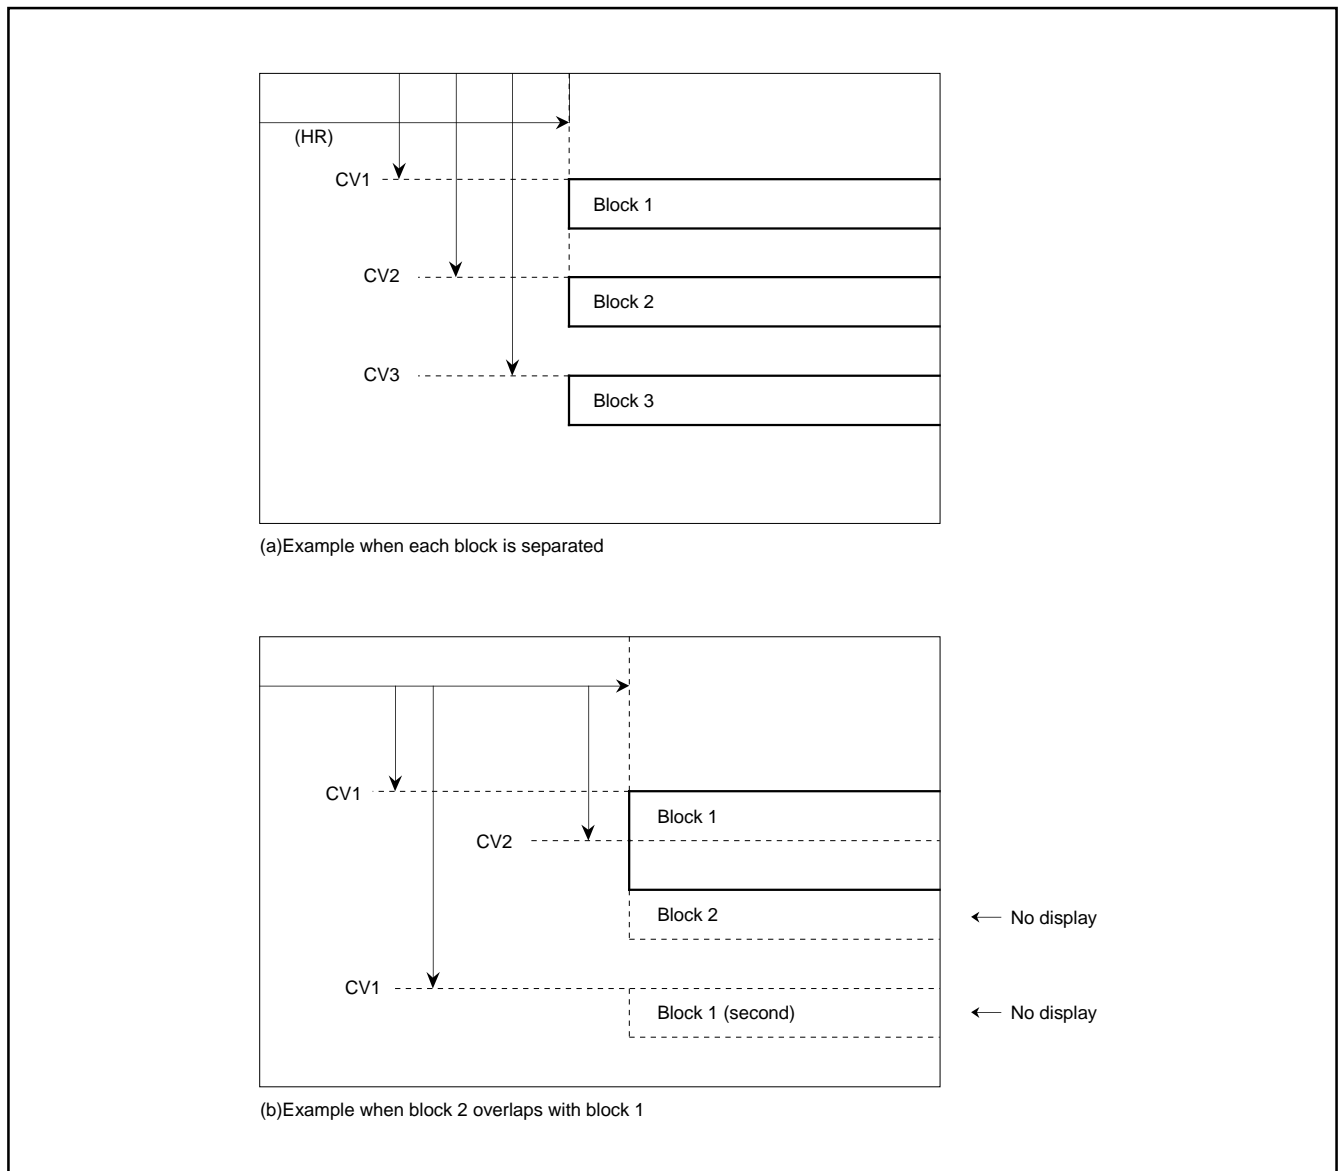 (HR)
CV1
Block 1
CV2
Block 2
CV3
Block 3
(a)Example when each block is separated
CV1
Block 1
CV2
Block 2
No display
CV1
Block 1 (second)
No display
(b)Example when block 2 overlaps with block 1